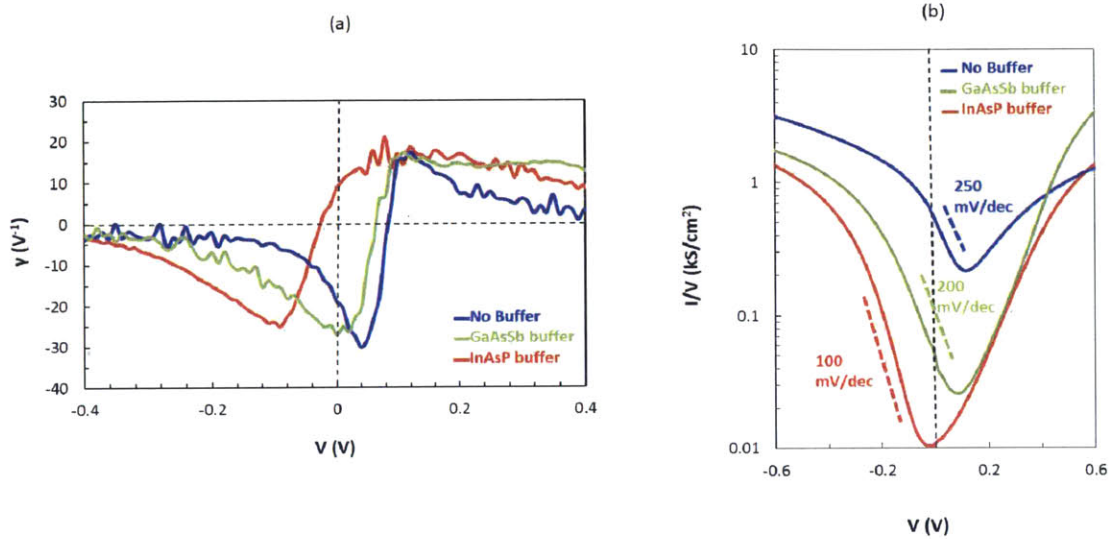 (a)
30
20
10
0
-10
-20
-30
-40
-0.4
-0.2
0
0.2
0.4
γ (V⁻¹)
V (V)
No Buffer
GaAsSb buffer
InAsP buffer
(b)
10
1
0.1
0.01
-0.6
-0.2
0.2
0.6
I/V (kS/cm²)
V (V)
No Buffer
GaAsSb buffer
InAsP buffer
250
mV/dec
200
mV/dec
100
mV/dec